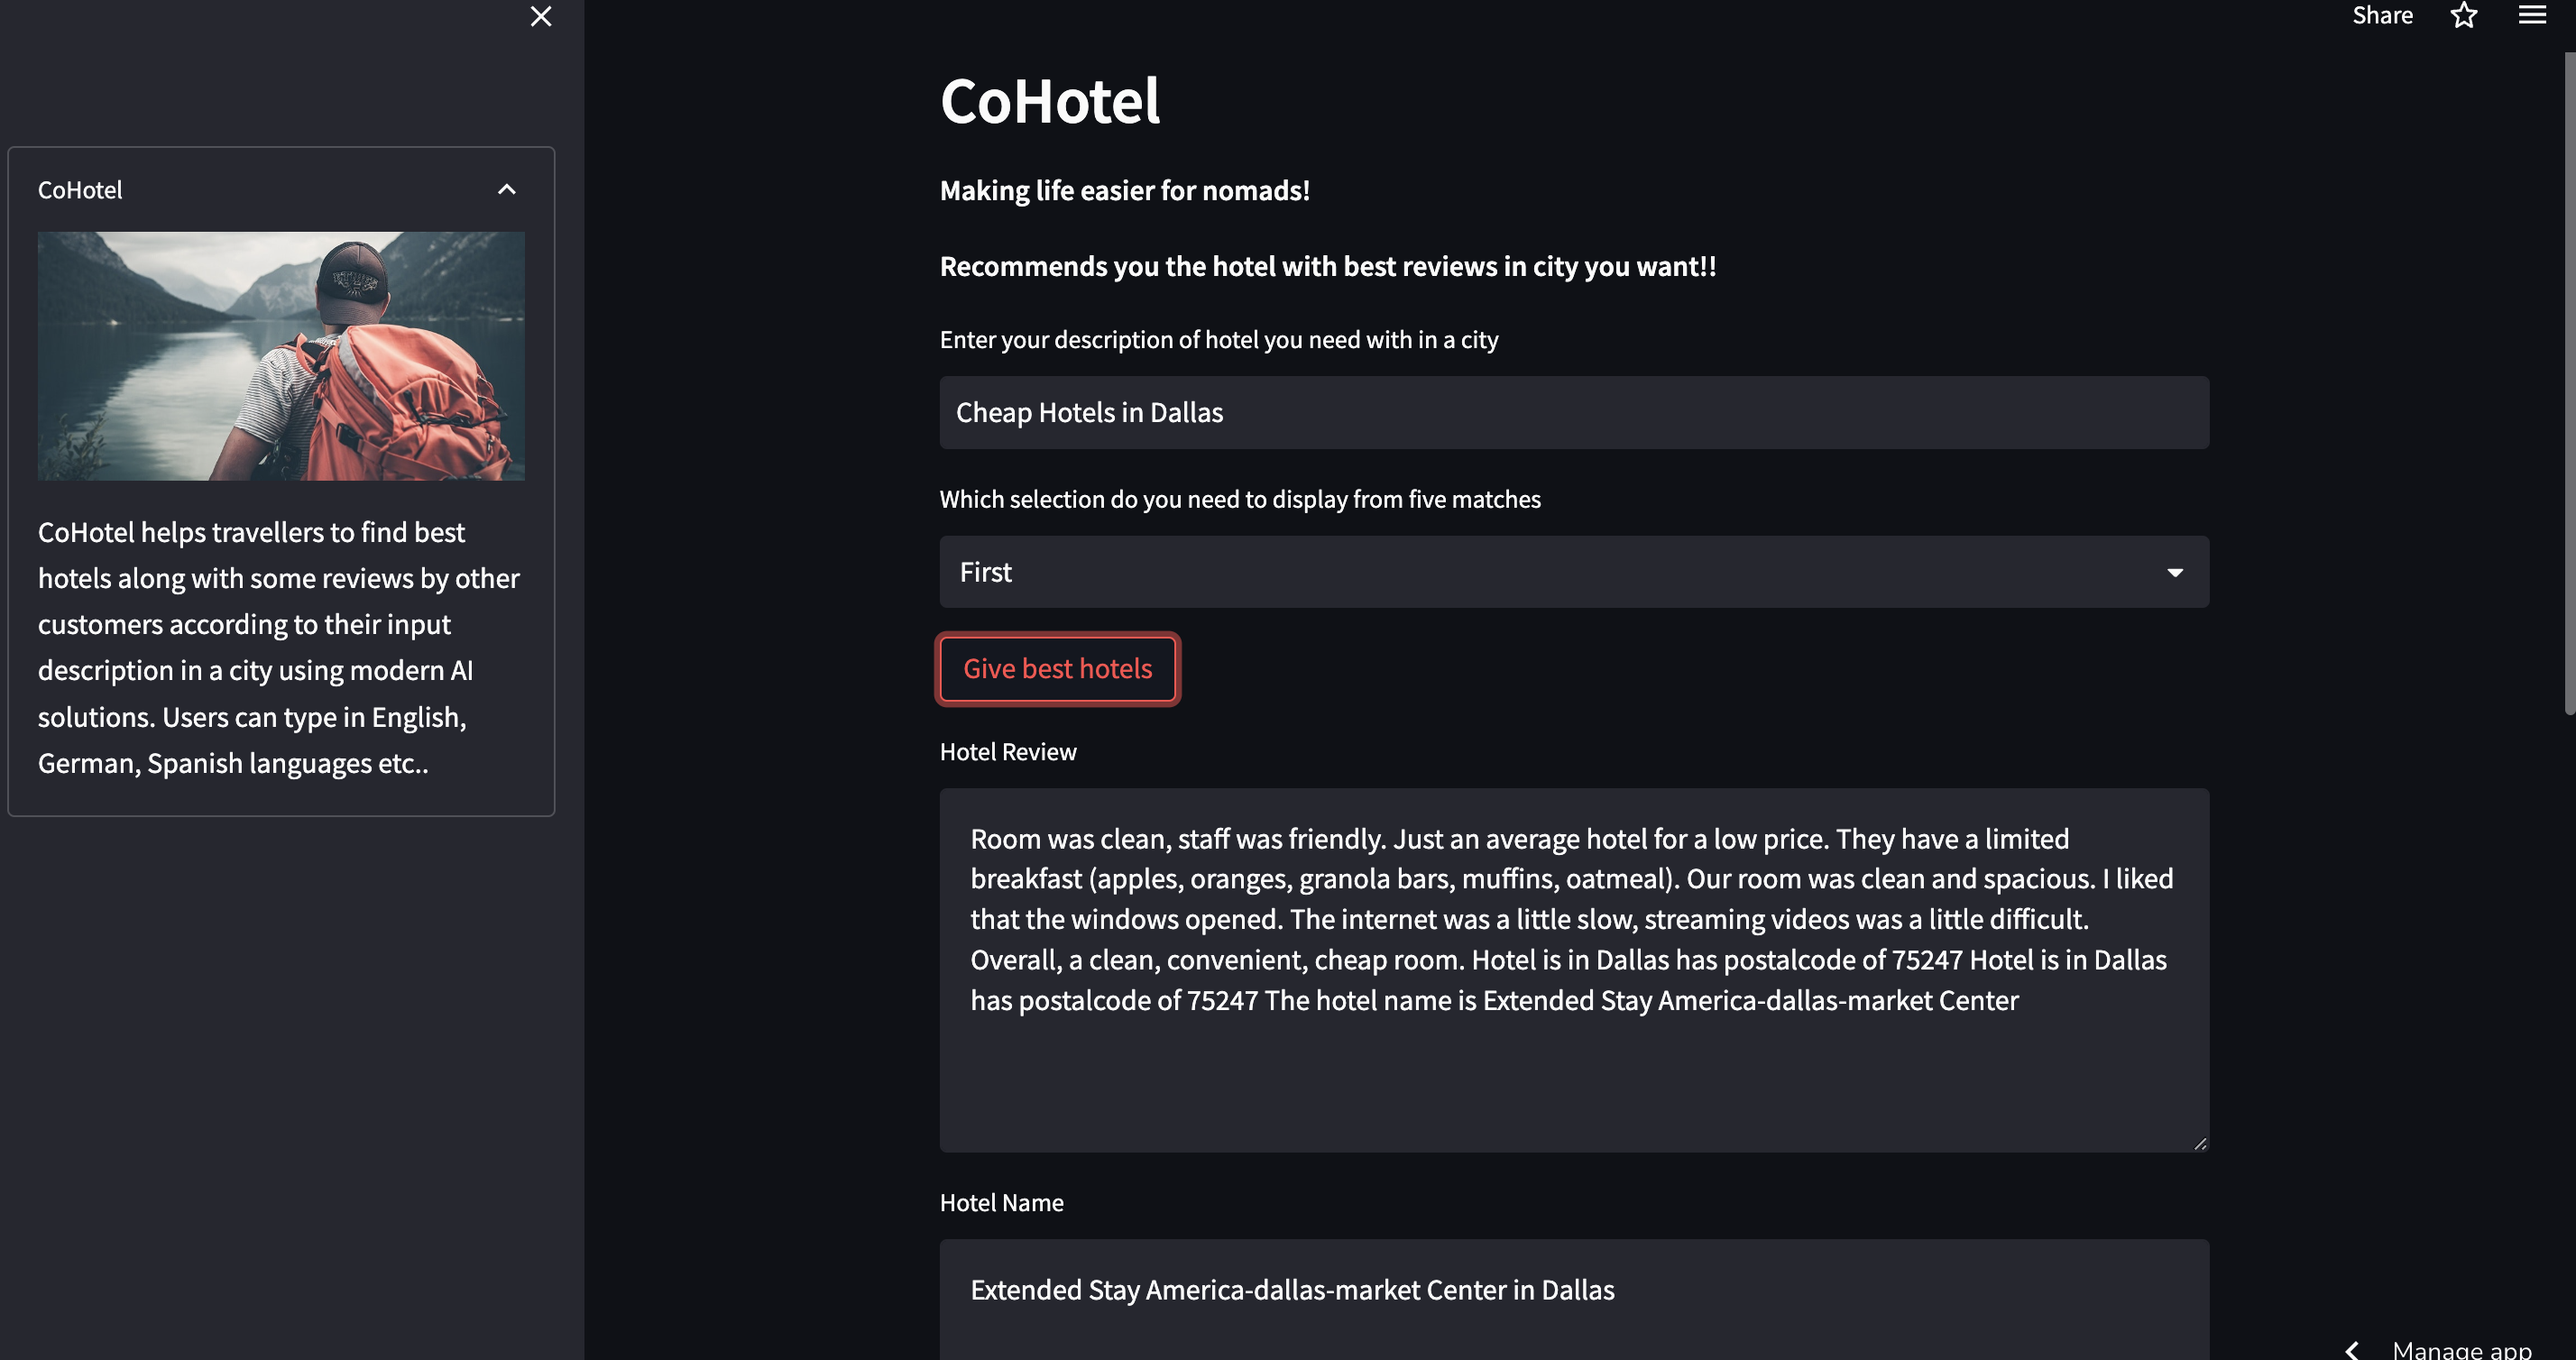 Share
CoHotel
CoHotel helps travellers to find best
hotels along with some reviews by other
customers according to their input
description in a city using modern AI
solutions. Users can type in English,
German, Spanish languages etc..
CoHotel
Making life easier for nomads!
Recommends you the hotel with best reviews in city you want!!
Enter your description of hotel you need with in a city
Cheap Hotels in Dallas
Which selection do you need to display from five matches
First
Give best hotels
Hotel Review
Room was clean, staff was friendly. Just an average hotel for a low price. They have a limited
breakfast (apples, oranges, granola bars, muffins, oatmeal). Our room was clean and spacious. I liked
that the windows opened. The internet was a little slow, streaming videos was a little difficult.
Overall, a clean, convenient, cheap room. Hotel is in Dallas has postalcode of 75247 Hotel is in Dallas
has postalcode of 75247 The hotel name is Extended Stay America-dallas-market Center
Hotel Name
Extended Stay America-dallas-market Center in Dallas
Manage app